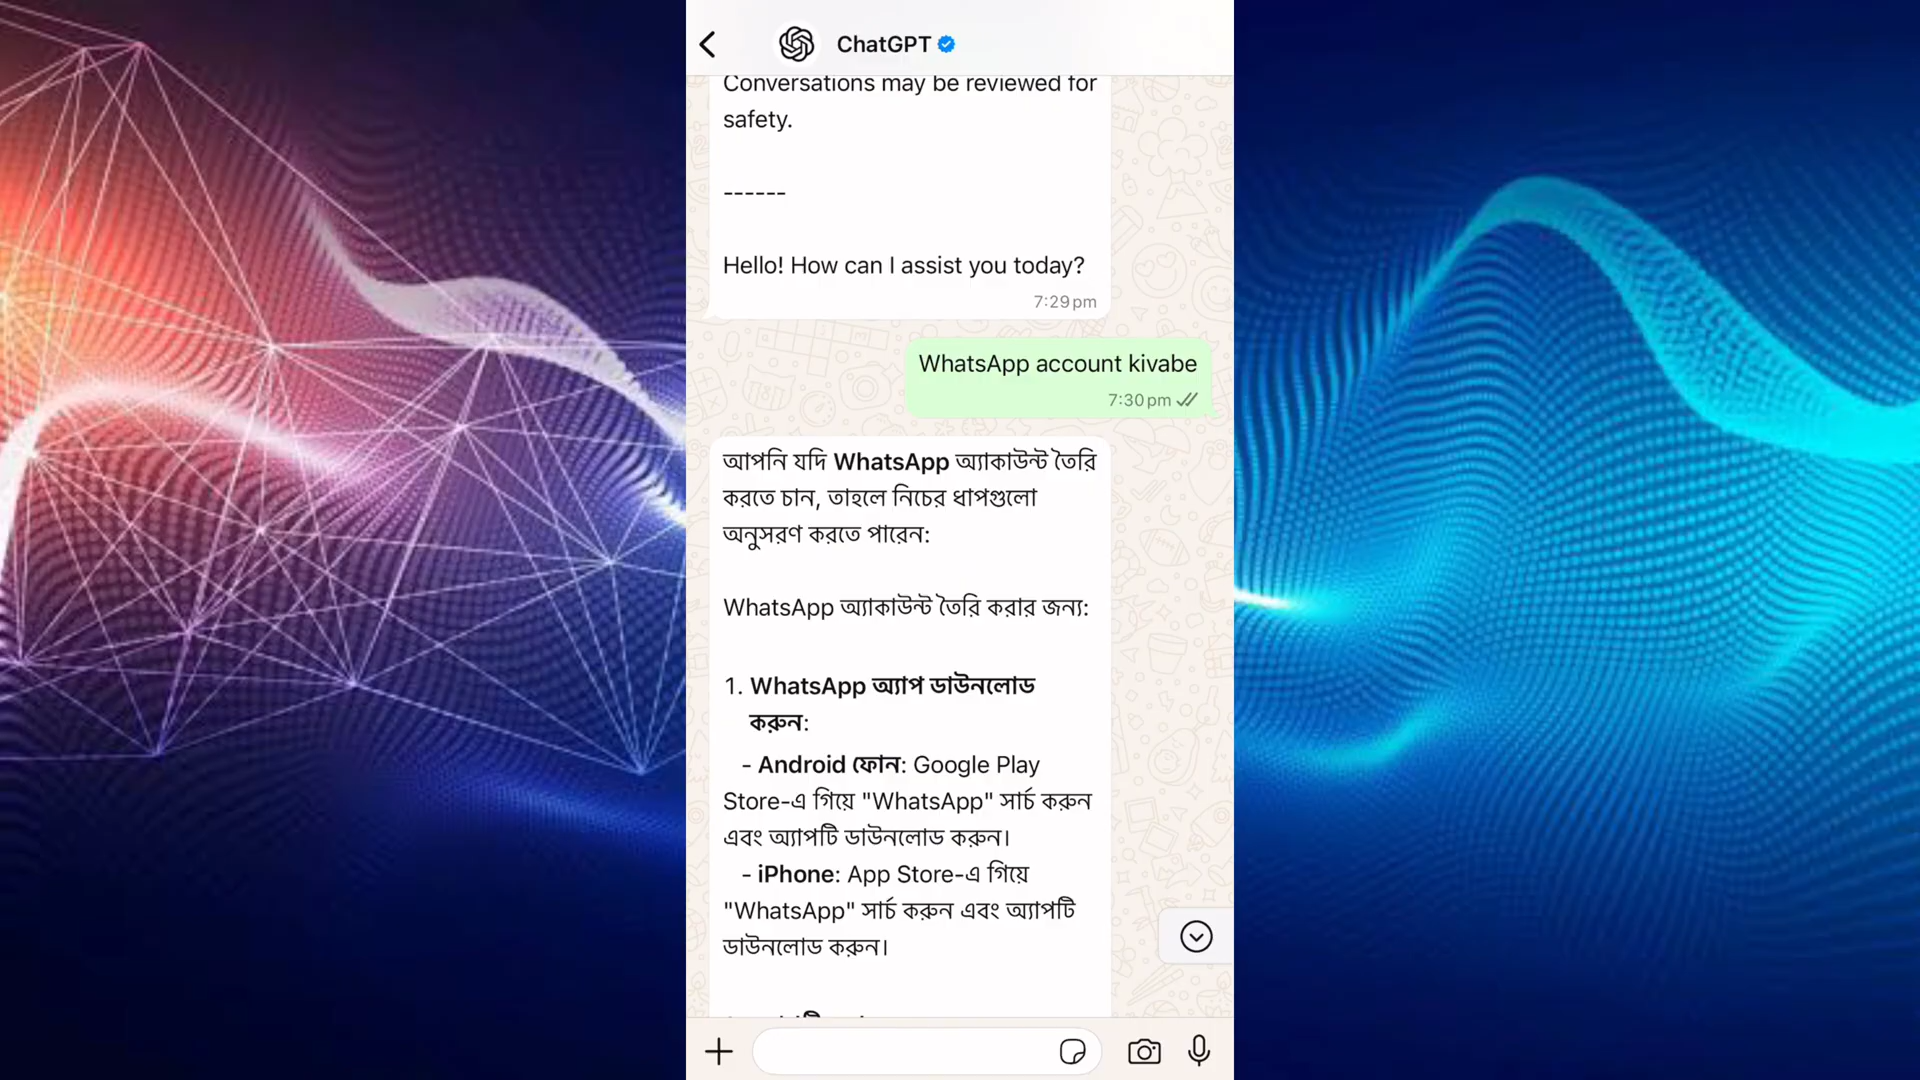 ChatGPT
Conversations may be reviewed for
safety.
------
Hello! How can I assist you today?
7:29 pm
WhatsApp account kivabe
7:30 pm
আপনি যদি WhatsApp অ্যাকাউন্ট তৈরি
করতে চান, তাহলে নিচের ধাপগুলো
অনুসরণ করতে পারেন:
WhatsApp অ্যাকাউন্ট তৈরি করার জন্য:
1. WhatsApp অ্যাপ ডাউনলোড
করুন:
- Android ফোন: Google Play
Store-এ গিয়ে "WhatsApp" সার্চ করুন
এবং অ্যাপটি ডাউনলোড করুন।
- iPhone: App Store-এ গিয়ে
"WhatsApp" সার্চ করুন এবং অ্যাপটি
ডাউনলোড করুন।